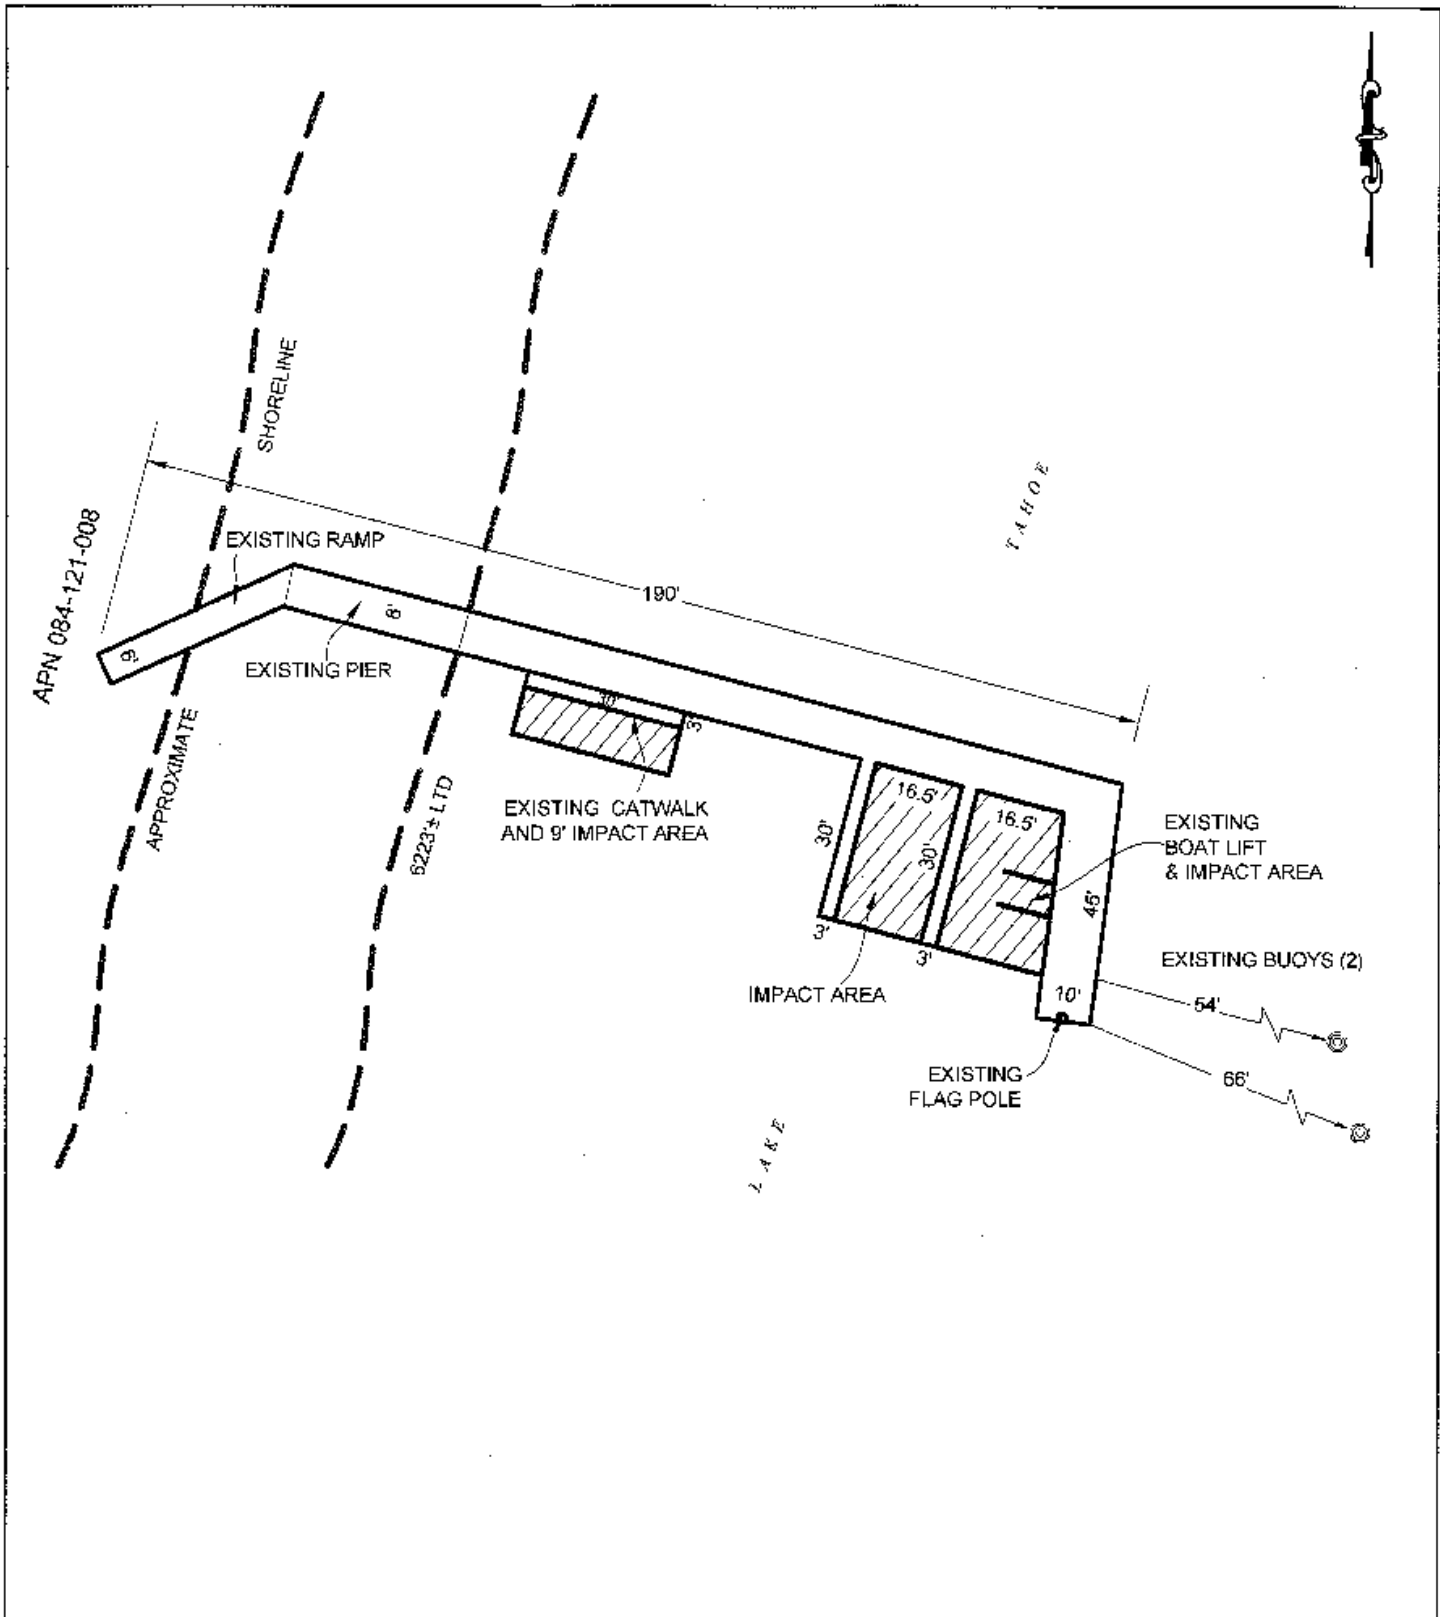 SHORELINE
TAHOE
APN 084-121-008
EXISTING RAMP
190'
8'
6'
EXISTING PIER
30'
3'
APPROXIMATE
6223'± LTD
EXISTING CATWALK
AND 9' IMPACT AREA
16.5'
16.5'
30'
30'
EXISTING
BOAT LIFT
& IMPACT AREA
45'
3'
3'
EXISTING BUOYS (2)
IMPACT AREA
10'
54'
EXISTING
FLAG POLE
66'
LAKE